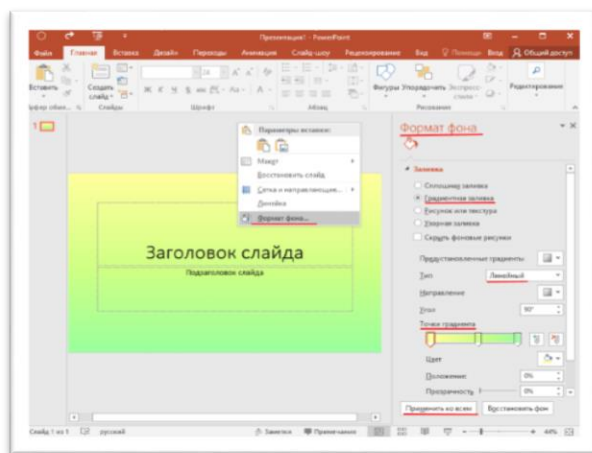 Презентация1 - PowerPoint
Файл Главная Вставка Дизайн Переходы Анимация Слайд-шоу Рецензирование Вид Помощн Вход Общий доступ
Вставить Создать слайд Фигуры Упорядочить Экспресс-стили Редактирование
Слайды Шрифт Абзац Рисование
1
Параметры вставки:
Макет
Восстановить слайд
Сетка и направляющие...
Линейка
Формат фона...
Заголовок слайда
Подзаголовок слайда
Формат фона
Заливка
Сплошная заливка
Градиентная заливка
Рисунок или текстура
Узорная заливка
Скрыть фоновые рисунки
Предустановленные градиенты
Тип Линейный
Направление
Угол 90°
Точки градиента
Цвет
Положение 0%
Прозрачность 0%
Применить ко всем Восстановить фон
Слайд 1 из 1 русский Заметки Примечания 44%